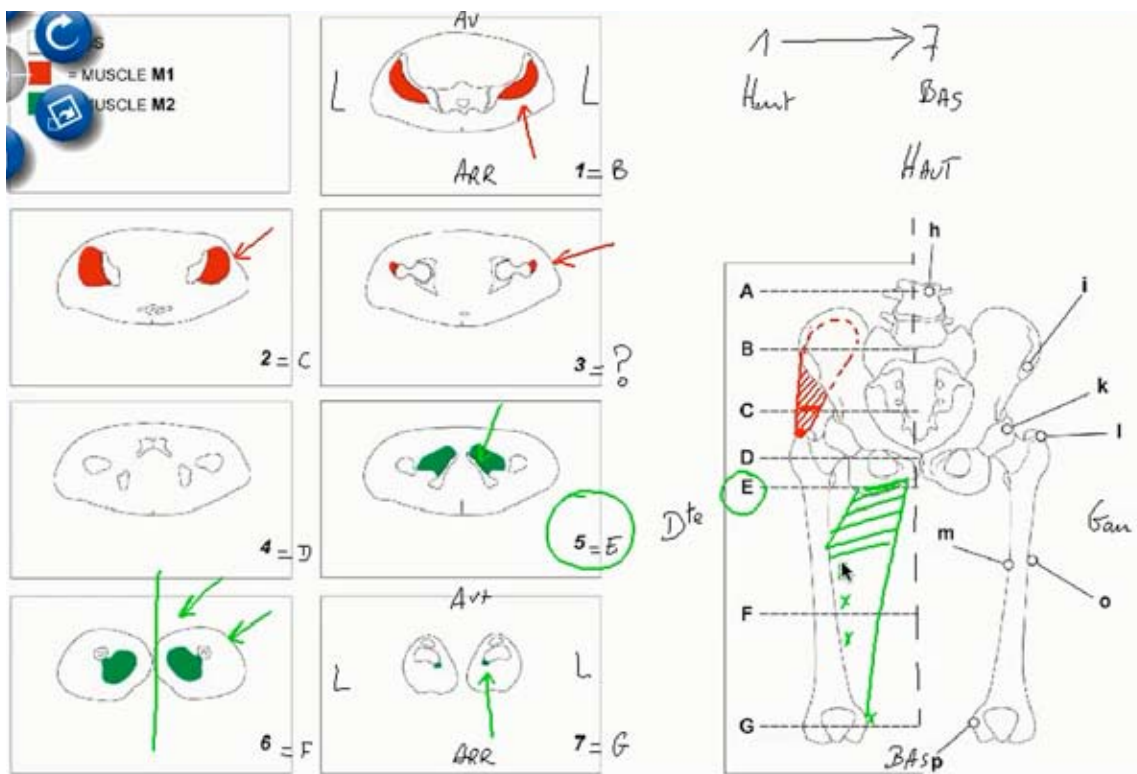 S
= MUSCLE M1
MUSCLE M2
Av
L
L
ARR
1 = B
1 → 7
Haut
BAS
HAUT
2 = C
3 = ?
4 = D
5 = E
6 = F
Avt
L
L
ARR
7 = G
h
A
i
B
C
k
l
D
E
Dte
Gau
m
o
F
G
BAS
p